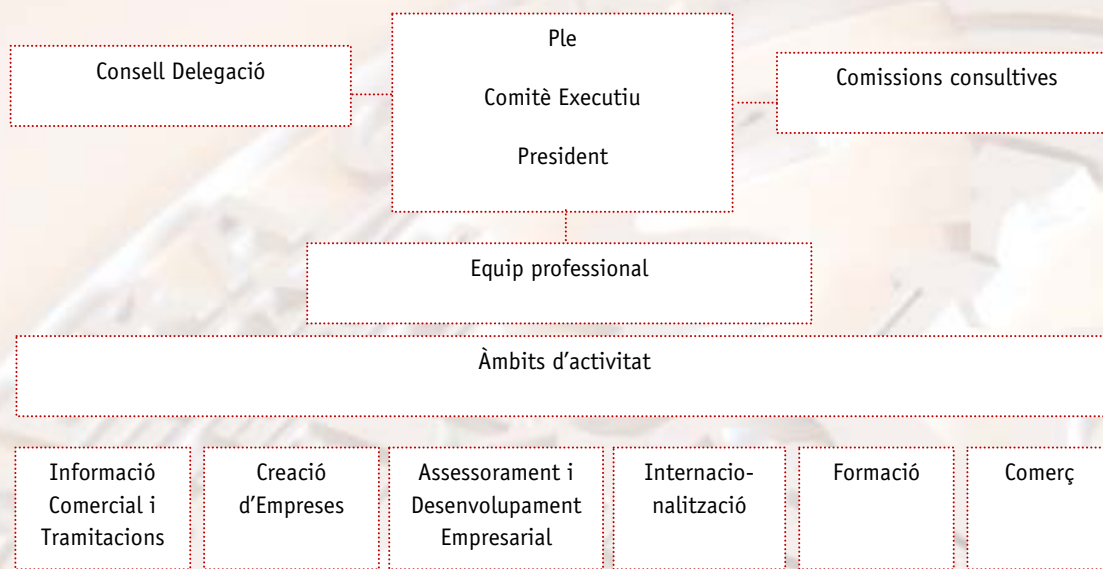 Ple
Consell Delegació
Comissions consultives
Comitè Executiu
President
Equip professional
Àmbits d’activitat
Informació
Comercial i
Tramitacions
Creació
d’Empreses
Assessorament i
Desenvolupament
Empresarial
Internacio-
nalització
Formació
Comerç